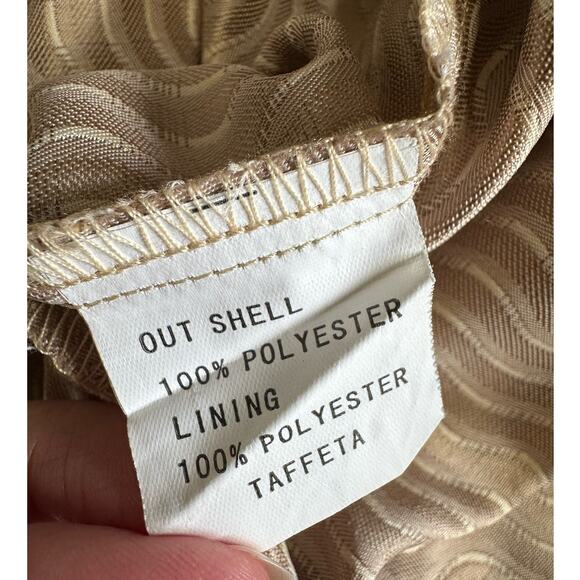 OUT SHELL
100% POLYESTER
LINING
100% POLYESTER
TAFFETA